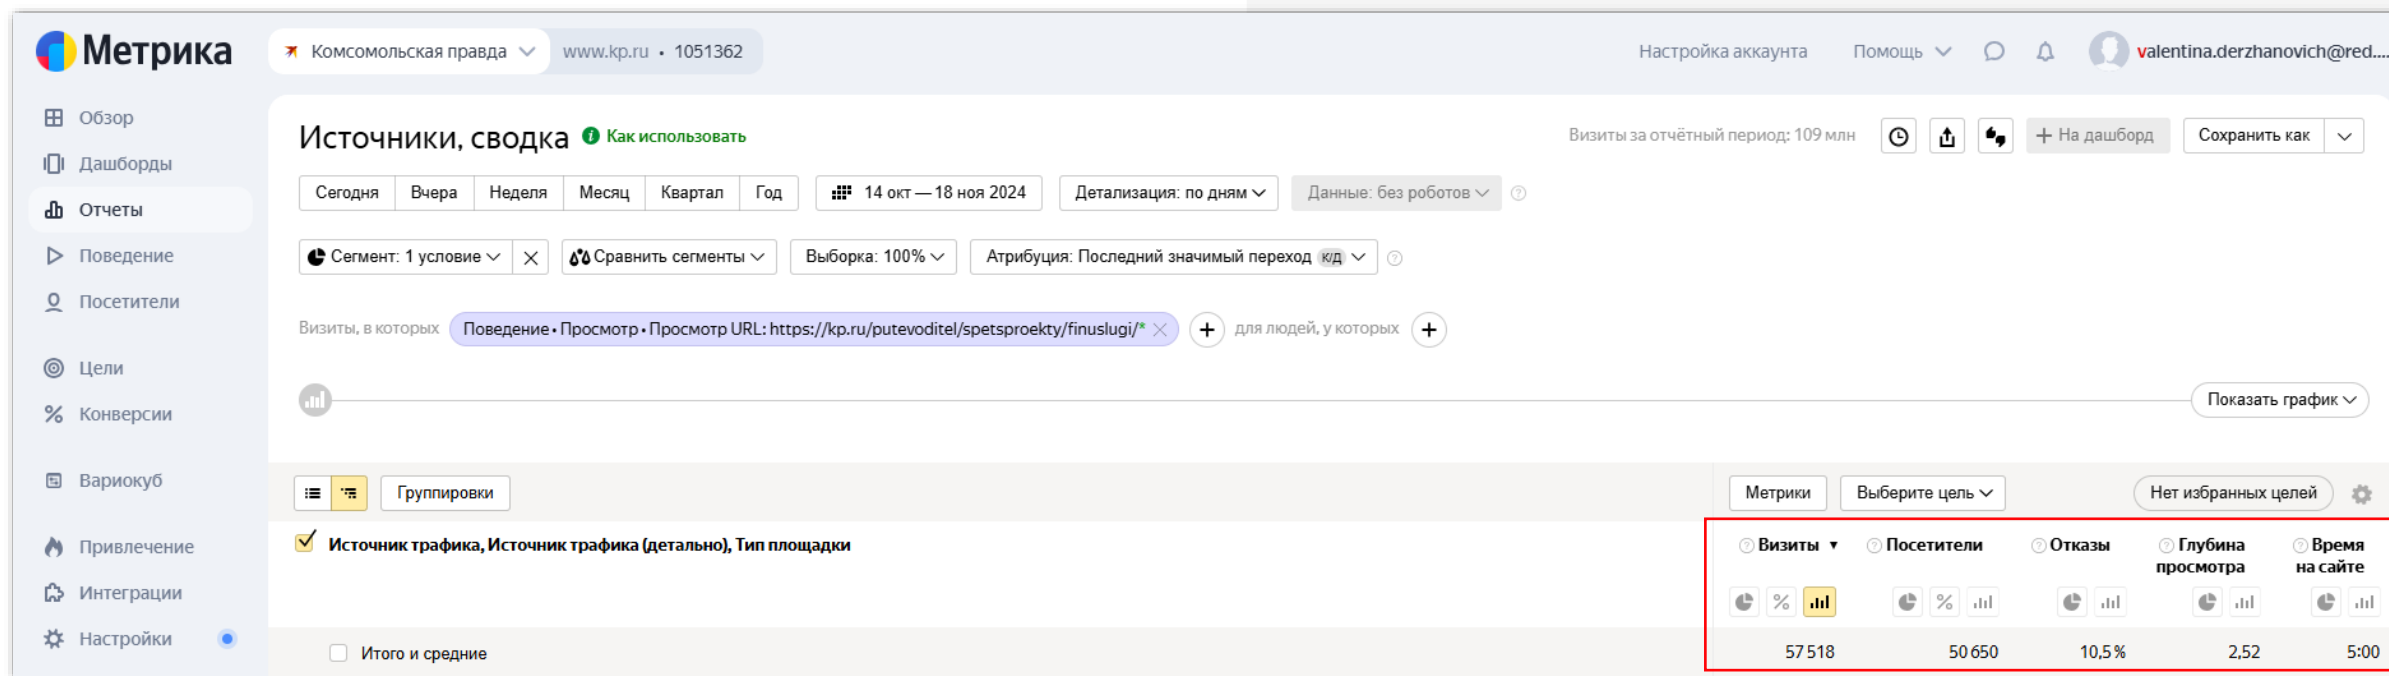 Метрика
Комсомольская правда
www.kp.ru • 1051362
Настройка аккаунта
Помощь
valentina.derzhanovich@red....
Обзор
Дашборды
Отчеты
Поведение
Посетители
Цели
Конверсии
Вариокуб
Привлечение
Интеграции
Настройки
Источники, сводка
Как использовать
Визиты за отчётный период: 109 млн
+ На дашборд
Сохранить как
Сегодня Вчера Неделя Месяц Квартал Год
14 окт — 18 ноя 2024
Детализация: по дням
Данные: без роботов
Сегмент: 1 условие
Сравнить сегменты
Выборка: 100%
Атрибуция: Последний значимый переход к/д
Визиты, в которых
Поведение • Просмотр • Просмотр URL: https://kp.ru/putevoditel/spetsproekty/finuslugi/*
для людей, у которых
Показать график
Группировки
Метрики
Выберите цель
Нет избранных целей
Источник трафика, Источник трафика (детально), Тип площадки
Визиты
Посетители
Отказы
Глубина
просмотра
Время
на сайте
Итого и средние
57 518 50 650 10,5 % 2,52 5:00